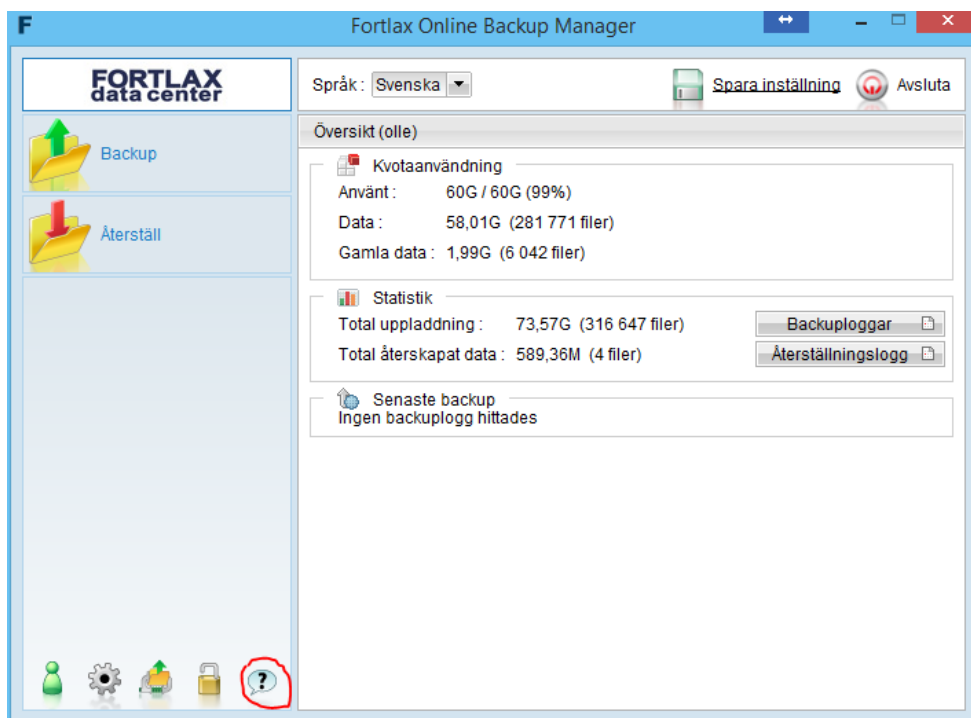 F Fortlax Online Backup Manager
FORTLAX
data center
Språk : Svenska
Spara inställning
Avsluta
Backup
Återställ
Översikt (olle)
Kvotaanvändning
Använt : 60G / 60G (99%)
Data : 58,01G (281 771 filer)
Gamla data : 1,99G (6 042 filer)
Statistik
Total uppladdning : 73,57G (316 647 filer)
Backuploggar
Total återskapat data : 589,36M (4 filer)
Återställningslogg
Senaste backup
Ingen backuplogg hittades
?